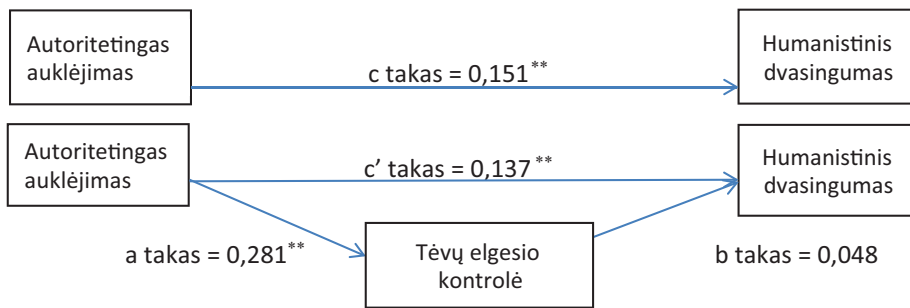 Autoritetingas
auklėjimas
c takas = 0,151**
Humanistinis
dvasingumas
Autoritetingas
auklėjimas
c’ takas = 0,137**
Humanistinis
dvasingumas
a takas = 0,281**
Tėvų elgesio
kontrolė
b takas = 0,048